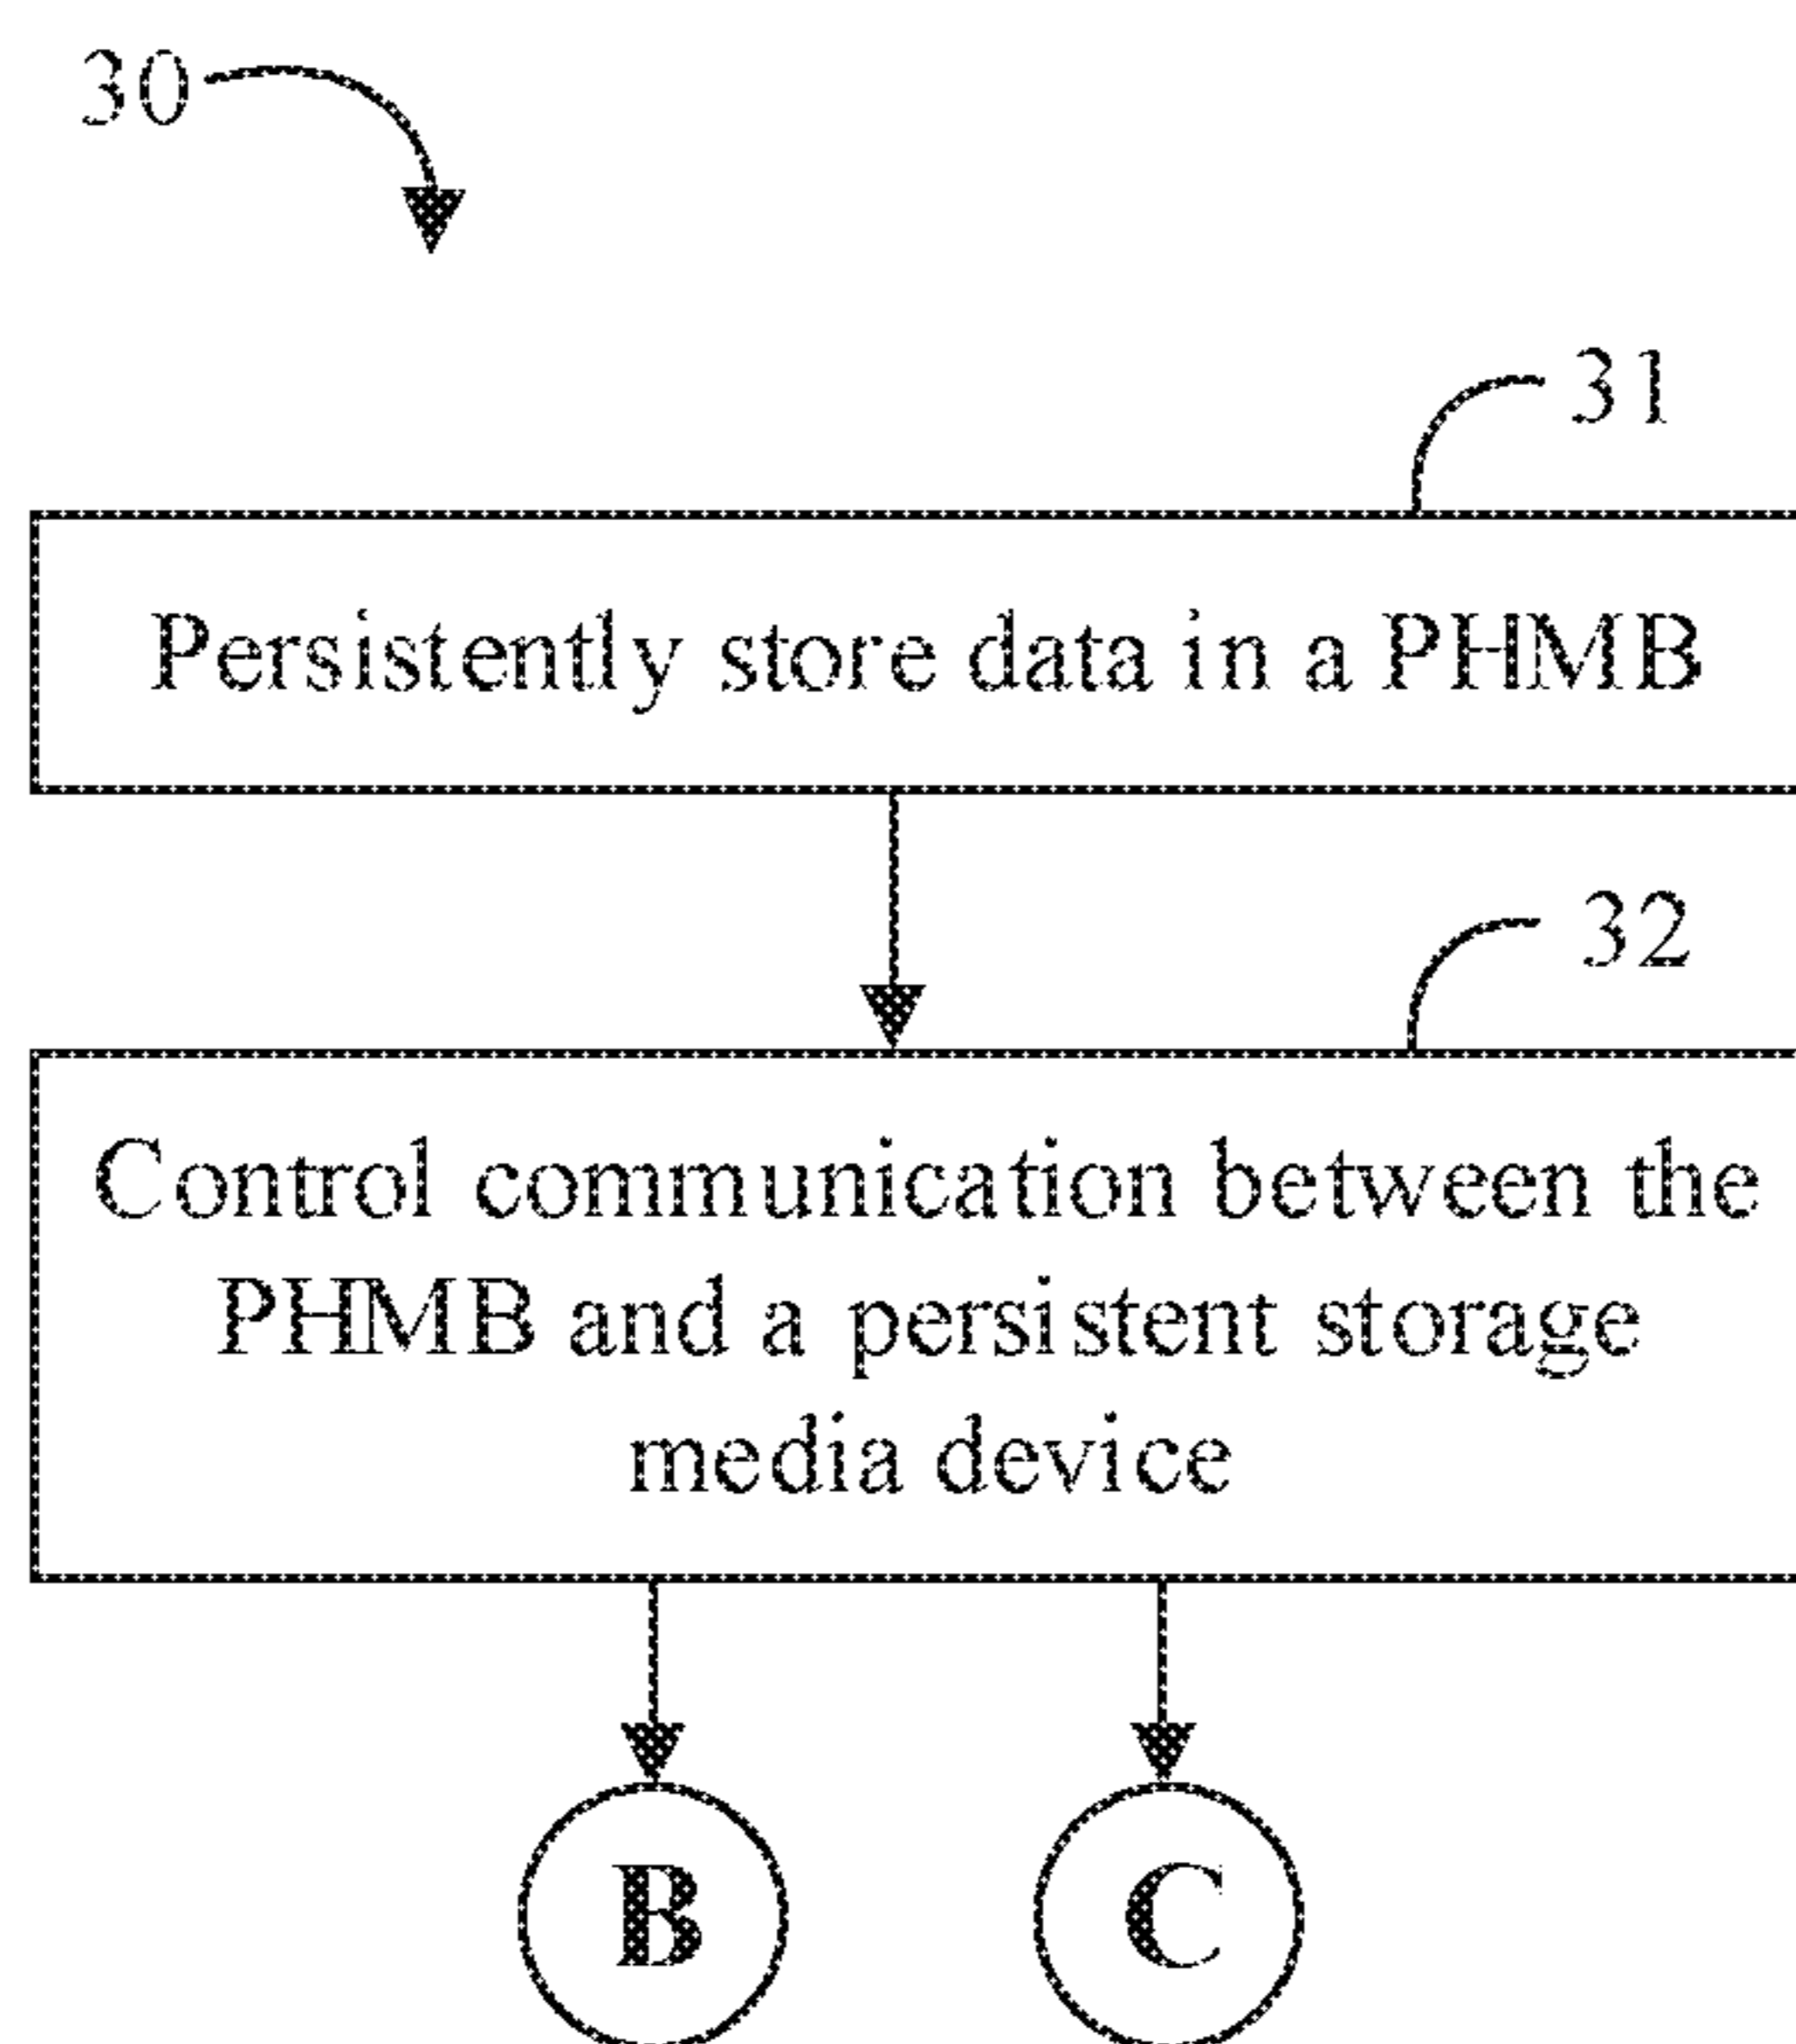 30
31
Persistently store data in a PHMB
32
Control communication between the
PHMB and a persistent storage
media device
B
C